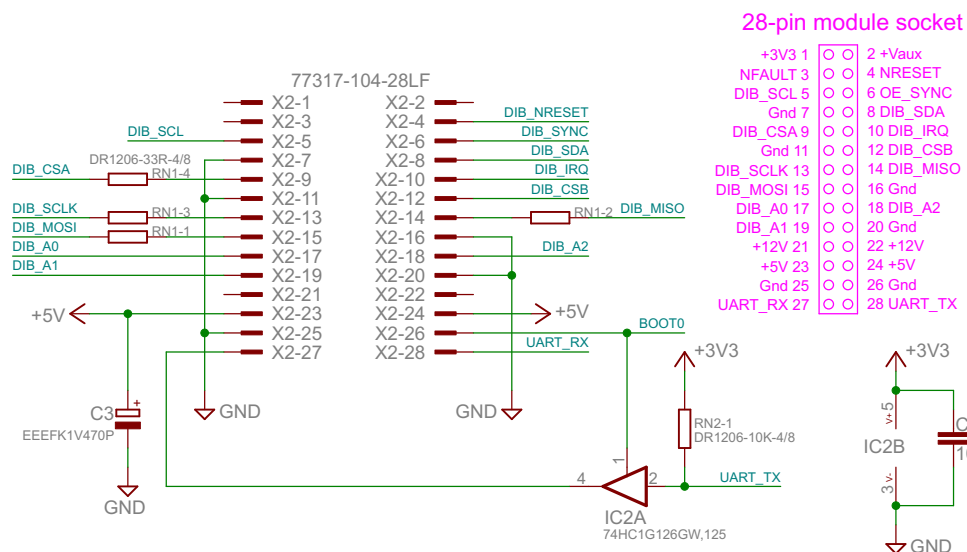 28-pin module socket
+3V3 1 2 +Vaux
NFAULT 3 4 NRESET
DIB_SCL 5 6 OE_SYNC
Gnd 7 8 DIB_SDA
DIB_CSA 9 10 DIB_IRQ
Gnd 11 12 DIB_CSB
DIB_SCLK 13 14 DIB_MISO
DIB_MOSI 15 16 Gnd
DIB_A0 17 18 DIB_A2
DIB_A1 19 20 Gnd
+12V 21 22 +12V
+5V 23 24 +5V
Gnd 25 26 Gnd
UART_RX 27 28 UART_TX
77317-104-28LF
X2-1 X2-2
X2-3 X2-4 DIB_NRESET
DIB_SCL X2-5 X2-6 DIB_SYNC
X2-7 X2-8 DIB_SDA
DR1206-33R-4/8
DIB_CSA RN1-4 X2-9 X2-10 DIB_IRQ
X2-11 X2-12 DIB_CSB
DIB_SCLK RN1-3 X2-13 X2-14 RN1-2 DIB_MISO
DIB_MOSI RN1-1 X2-15 X2-16
DIB_A0 X2-17 X2-18 DIB_A2
DIB_A1 X2-19 X2-20
X2-21 X2-22
+5V X2-23 X2-24 +5V
X2-25 X2-26 BOOT0
X2-27 X2-28 UART_RX
+3V3 +3V3
C3 +
EEEFK1V470P
GND GND
RN2-1
DR1206-10K-4/8
V+ 5
IC2B
3 V-
1
4 2 UART_TX
IC2A
74HC1G126GW,125
GND GND